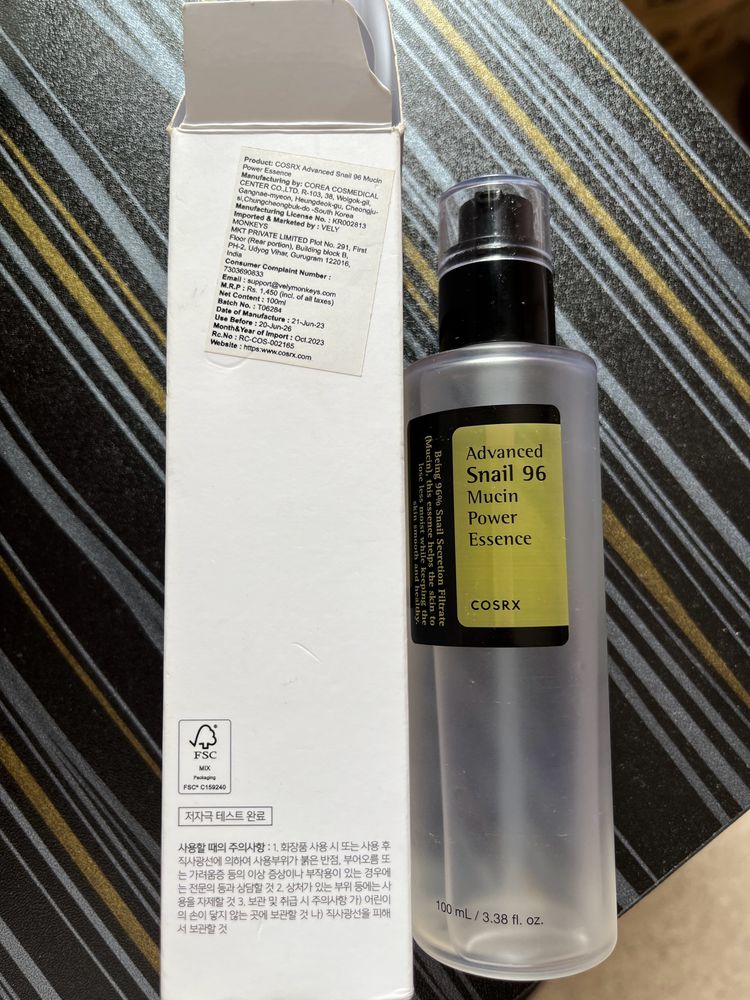 Product: COSRX Advanced Snail 96 Mucin
Power Essence
Manufacturing by: COREA COSMEDICAL
CENTER CO.,LTD. R-103, 38, Wolgok-gil,
Gangnae-myeon, Heungdeok-gu, Cheongju-
si,Chungcheongbuk-do -South Korea
Manufacturing License No. : KR002813
Imported & Marketed by : VELY
MONKEYS
MKT PRIVATE LIMITED Plot No. 291, First
Floor (Rear portion), Building block B,
PH-2, Udyog Vihar, Gurugram 122016,
India
Consumer Complaint Number :
7303690833
Email : support@velymonkeys.com
M.R.P : Rs. 1,450 (incl. of all taxes)
Net Content : 100ml
Batch No. : T06284
Date of Manufacture : 21-Jun-23
Use Before : 20-Jun-26
Month&Year of Import : Oct.2023
Rc.No : RC-COS-002165
Website : https:www.cosrx.com
FSC
MIX
Packaging
FSC® C159240
저자극 테스트 완료
사용할 때의 주의사항 : 1. 화장품 사용 시 또는 사용 후
직사광선에 의하여 사용부위가 붉은 반점, 부어오름 또
는 가려움증 등의 이상 증상이나 부작용이 있는 경우에
는 전문의 등과 상담할 것 2. 상처가 있는 부위 등에는 사
용을 자제할 것 3. 보관 및 취급 시 주의사항 가) 어린이
의 손이 닿지 않는 곳에 보관할 것 나) 직사광선을 피해
서 보관할 것
Advanced
Snail 96
Mucin
Power
Essence
COSRX
Being 96% Snail Secretion Filtrate
(Mucin), this essence helps the skin to
lose less moist while keeping the
skin smooth and healthy.
100 mL / 3.38 fl. oz.